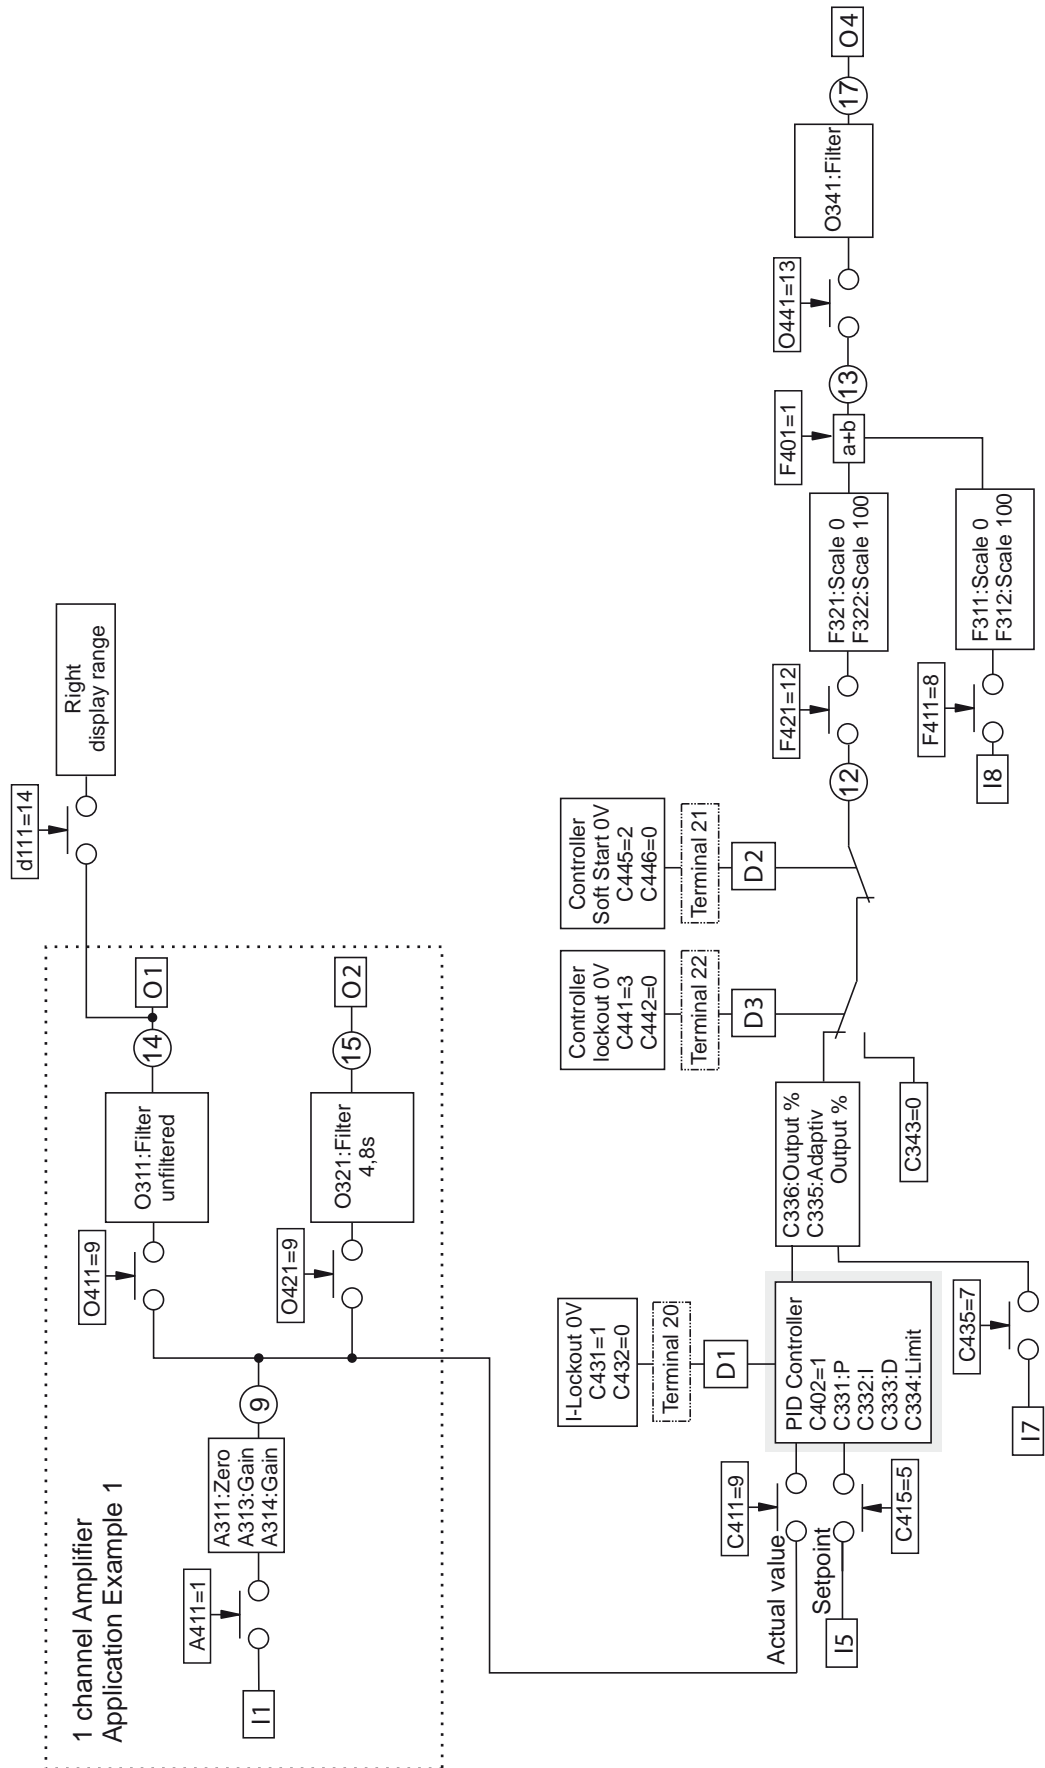 1 channel Amplifier
Application Example 1
I1
A411=1
A311:Zero
A313:Gain
A314:Gain
9
O411=9
O311:Filter
unfiltered
14
O1
d111=14
Right
display range
O421=9
O321:Filter
4,8s
15
O2
I-Lockout 0V
C431=1
C432=0
Terminal 20
D1
Controller
lockout 0V
C441=3
C442=0
Terminal 22
D3
Controller
Soft Start 0V
C445=2
C446=0
Terminal 21
D2
Actual value
C411=9
Setpoint
I5
C415=5
PID Controller
C402=1
C331:P
C332:I
C333:D
C334:Limit
I7
C435=7
C336:Output %
C335:Adaptiv
Output %
C343=0
12
F421=12
F321:Scale 0
F322:Scale 100
I8
F411=8
F311:Scale 0
F312:Scale 100
F401=1
a+b
13
O441=13
O341:Filter
17
O4